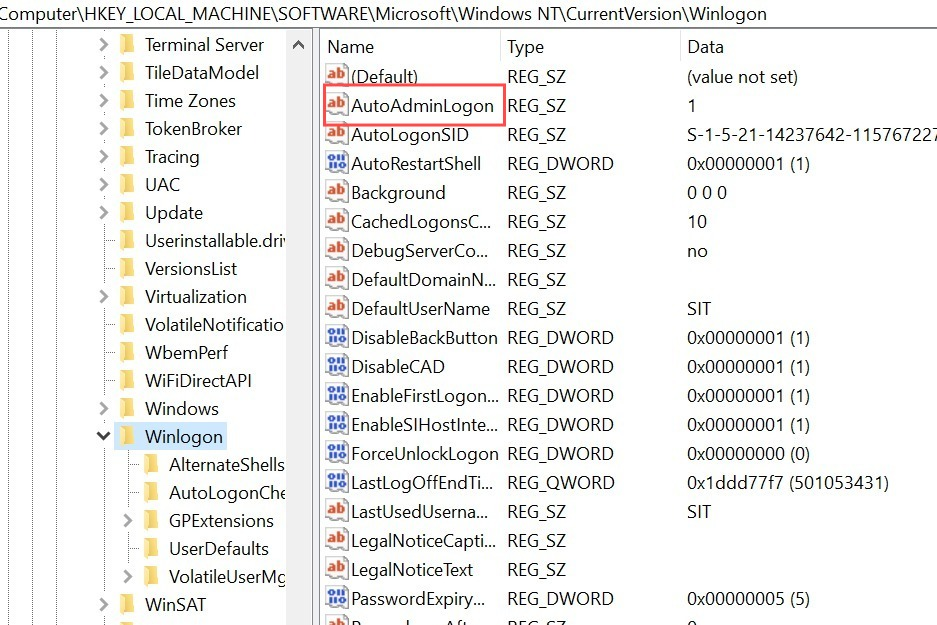 Computer\HKEY_LOCAL_MACHINE\SOFTWARE\Microsoft\Windows NT\CurrentVersion\Winlogon
Terminal Server
TileDataModel
Time Zones
TokenBroker
Tracing
UAC
Update
Userinstallable.dri
VersionsList
Virtualization
VolatileNotificatio
WbemPerf
WiFiDirectAPI
Windows
Winlogon
AlternateShells
AutoLogonChe
GPExtensions
UserDefaults
VolatileUserMg
WinSAT
Name Type Data
(Default) REG_SZ (value not set)
AutoAdminLogon REG_SZ 1
AutoLogonSID REG_SZ S-1-5-21-14237642-115767227
AutoRestartShell REG_DWORD 0x00000001 (1)
Background REG_SZ 0 0 0
CachedLogonsC... REG_SZ 10
DebugServerCo... REG_SZ no
DefaultDomainN... REG_SZ
DefaultUserName REG_SZ SIT
DisableBackButton REG_DWORD 0x00000001 (1)
DisableCAD REG_DWORD 0x00000001 (1)
EnableFirstLogon... REG_DWORD 0x00000001 (1)
EnableSIHostInte... REG_DWORD 0x00000001 (1)
ForceUnlockLogon REG_DWORD 0x00000000 (0)
LastLogOffEndTi... REG_QWORD 0x1ddd77f7 (501053431)
LastUsedUserna... REG_SZ SIT
LegalNoticeCapti... REG_SZ
LegalNoticeText REG_SZ
PasswordExpiry... REG_DWORD 0x00000005 (5)